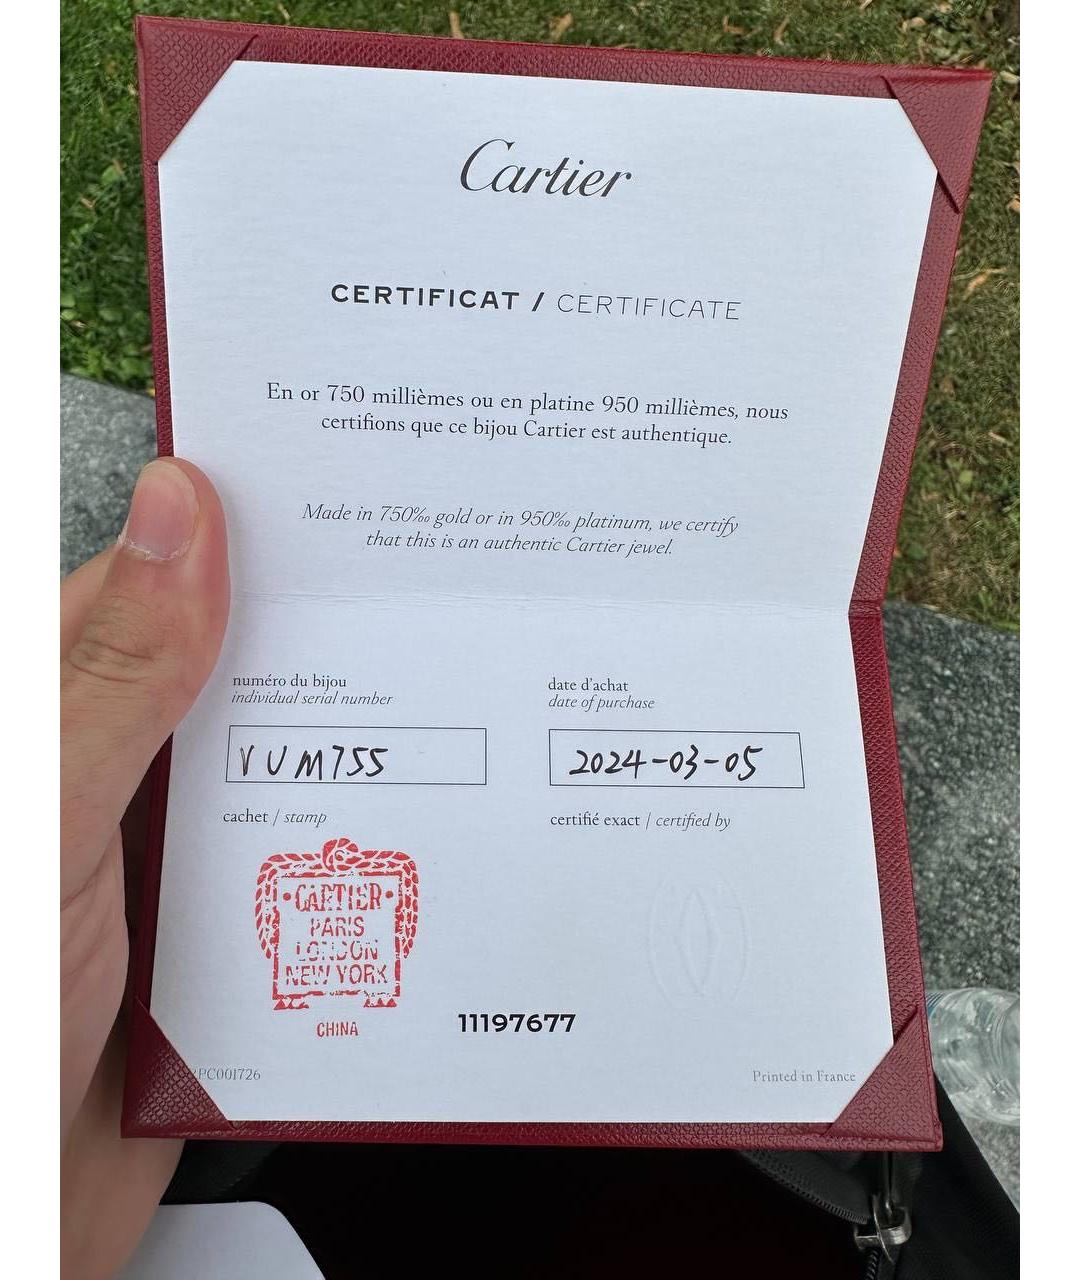 Cartier
CERTIFICAT / CERTIFICATE
En or 750 millièmes ou en platine 950 millièmes, nous
certifions que ce bijou Cartier est authentique.
Made in 750‰ gold or in 950‰ platinum, we certify
that this is an authentic Cartier jewel.
numéro du bijou
individual serial number
date d'achat
date of purchase
VUM755
2024-03-05
cachet / stamp
certifié exact / certified by
CARTIER
PARIS
LONDON
NEW YORK
CHINA
11197677
PC001726
Printed in France